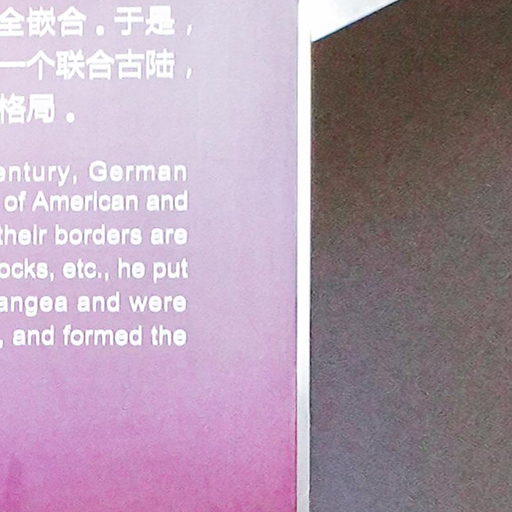 全嵌合。于是，
一个联合古陆，
格局。
entury, German
of American and
their borders are
ocks, etc., he put
angea and were
, and formed the